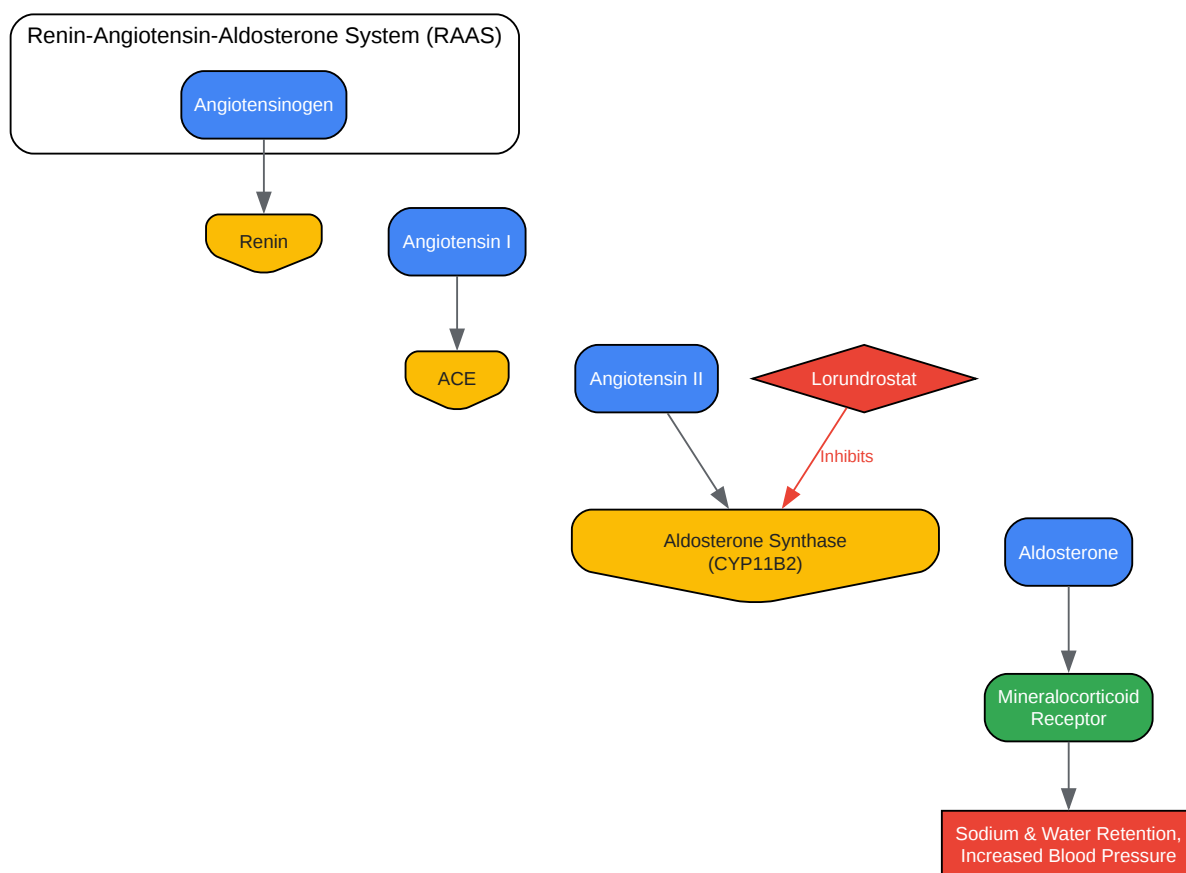 Renin-Angiotensin-Aldosterone System (RAAS)
Angiotensinogen
Renin
Angiotensin I
ACE
Angiotensin II
Lorundrostat
Inhibits
Aldosterone Synthase
(CYP11B2)
Aldosterone
Mineralocorticoid
Receptor
Sodium & Water Retention,
Increased Blood Pressure